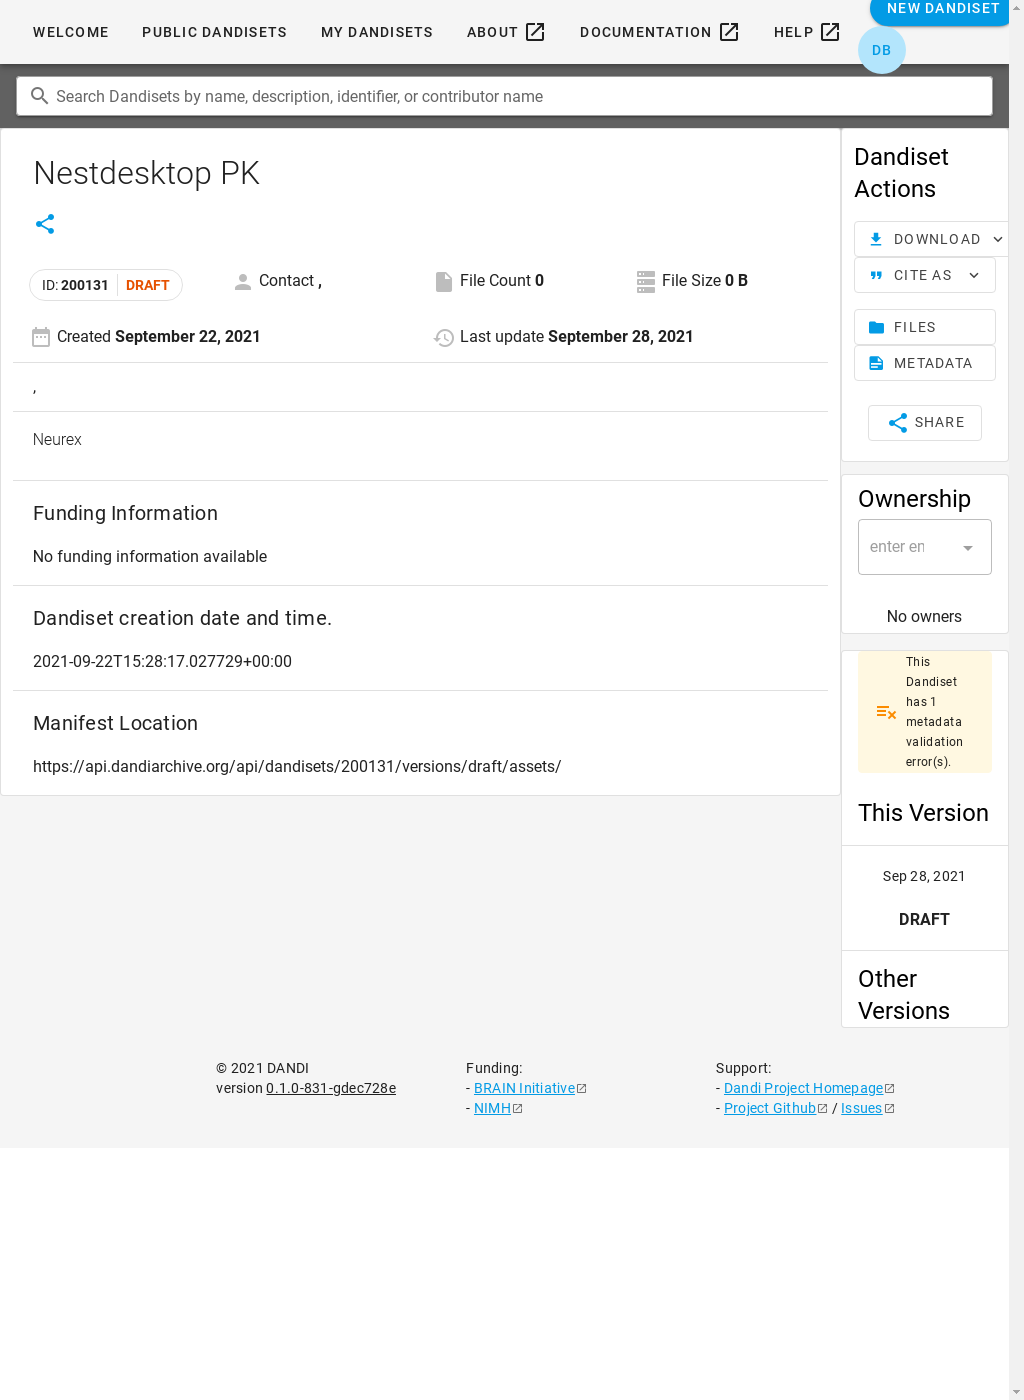 WELCOME
PUBLIC DANDISETS
MY DANDISETS
ABOUT
DOCUMENTATION
HELP
NEW DANDISET
DB
Search Dandisets by name, description, identifier, or contributor name
Nestdesktop PK
ID: 200131 DRAFT
Contact ,
File Count 0
File Size 0 B
Created September 22, 2021
Last update September 28, 2021
,
Neurex
Funding Information
No funding information available
Dandiset creation date and time.
2021-09-22T15:28:17.027729+00:00
Manifest Location
https://api.dandiarchive.org/api/dandisets/200131/versions/draft/assets/
Dandiset
Actions
DOWNLOAD
CITE AS
FILES
METADATA
SHARE
Ownership
enter en
No owners
This
Dandiset
has 1
metadata
validation
error(s).
This Version
Sep 28, 2021
DRAFT
Other
Versions
© 2021 DANDI
version 0.1.0-831-gdec728e
Funding:
- BRAIN Initiative
- NIMH
Support:
- Dandi Project Homepage
- Project Github / Issues